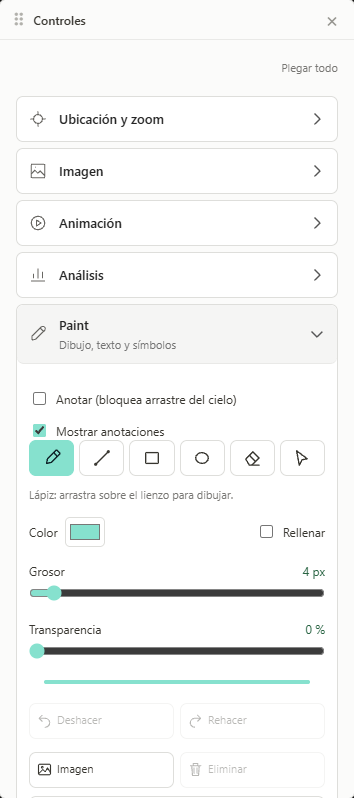 Controles
Plegar todo
Ubicación y zoom
Imagen
Animación
Análisis
Paint
Dibujo, texto y símbolos
Anotar (bloquea arrastre del cielo)
Mostrar anotaciones
Lápiz: arrastra sobre el lienzo para dibujar.
Color Rellenar
Grosor 4 px
Transparencia 0 %
Deshacer Rehacer
Imagen Eliminar